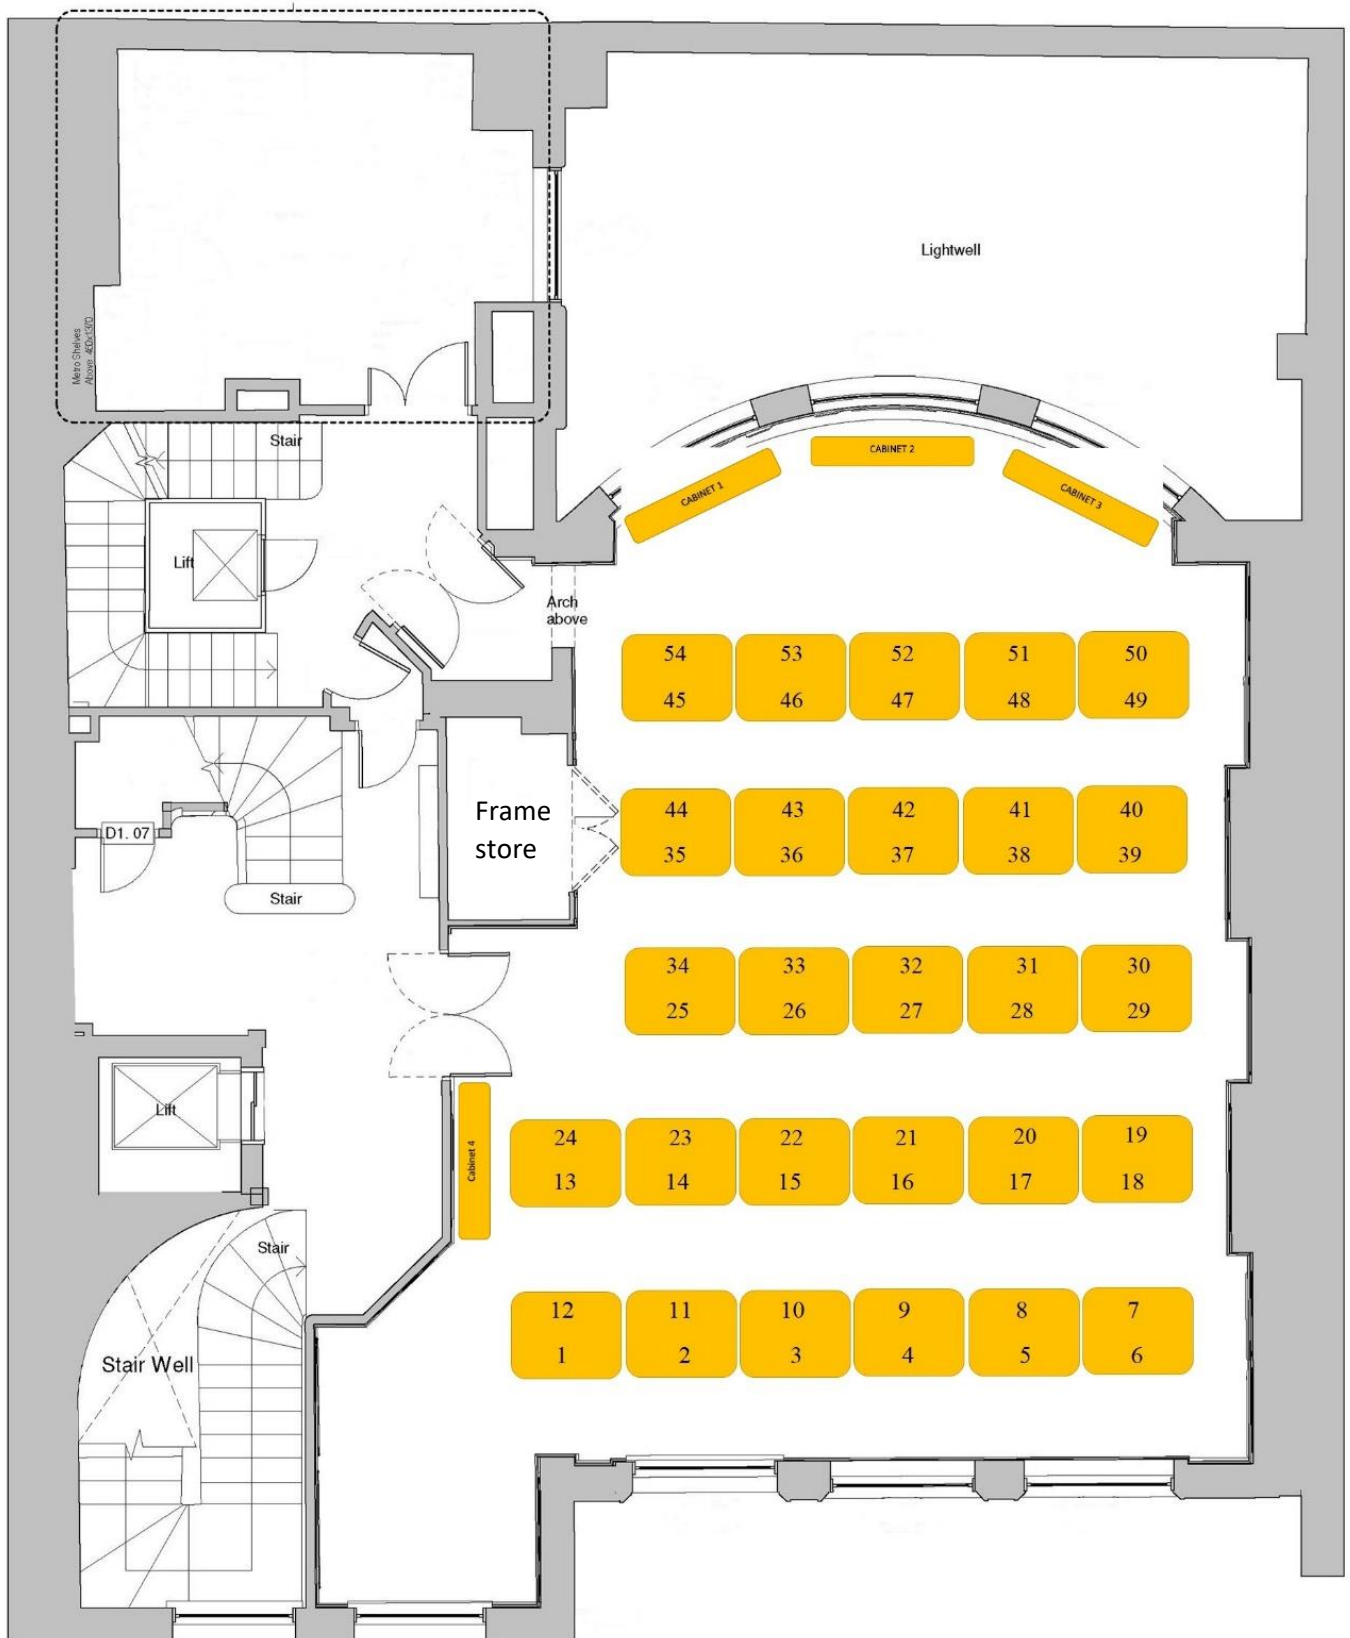 Lightwell
Metro Shelves
Above 460x1370
Stair
CABINET 1
CABINET 2
CABINET 3
Lift
Arch
above
54 53 52 51 50
45 46 47 48 49
Frame
store
44 43 42 41 40
35 36 37 38 39
D1. 07
Stair
34 33 32 31 30
25 26 27 28 29
Lift
Cabinet 4
24 23 22 21 20 19
13 14 15 16 17 18
Stair
12 11 10 9 8 7
1 2 3 4 5 6
Stair Well